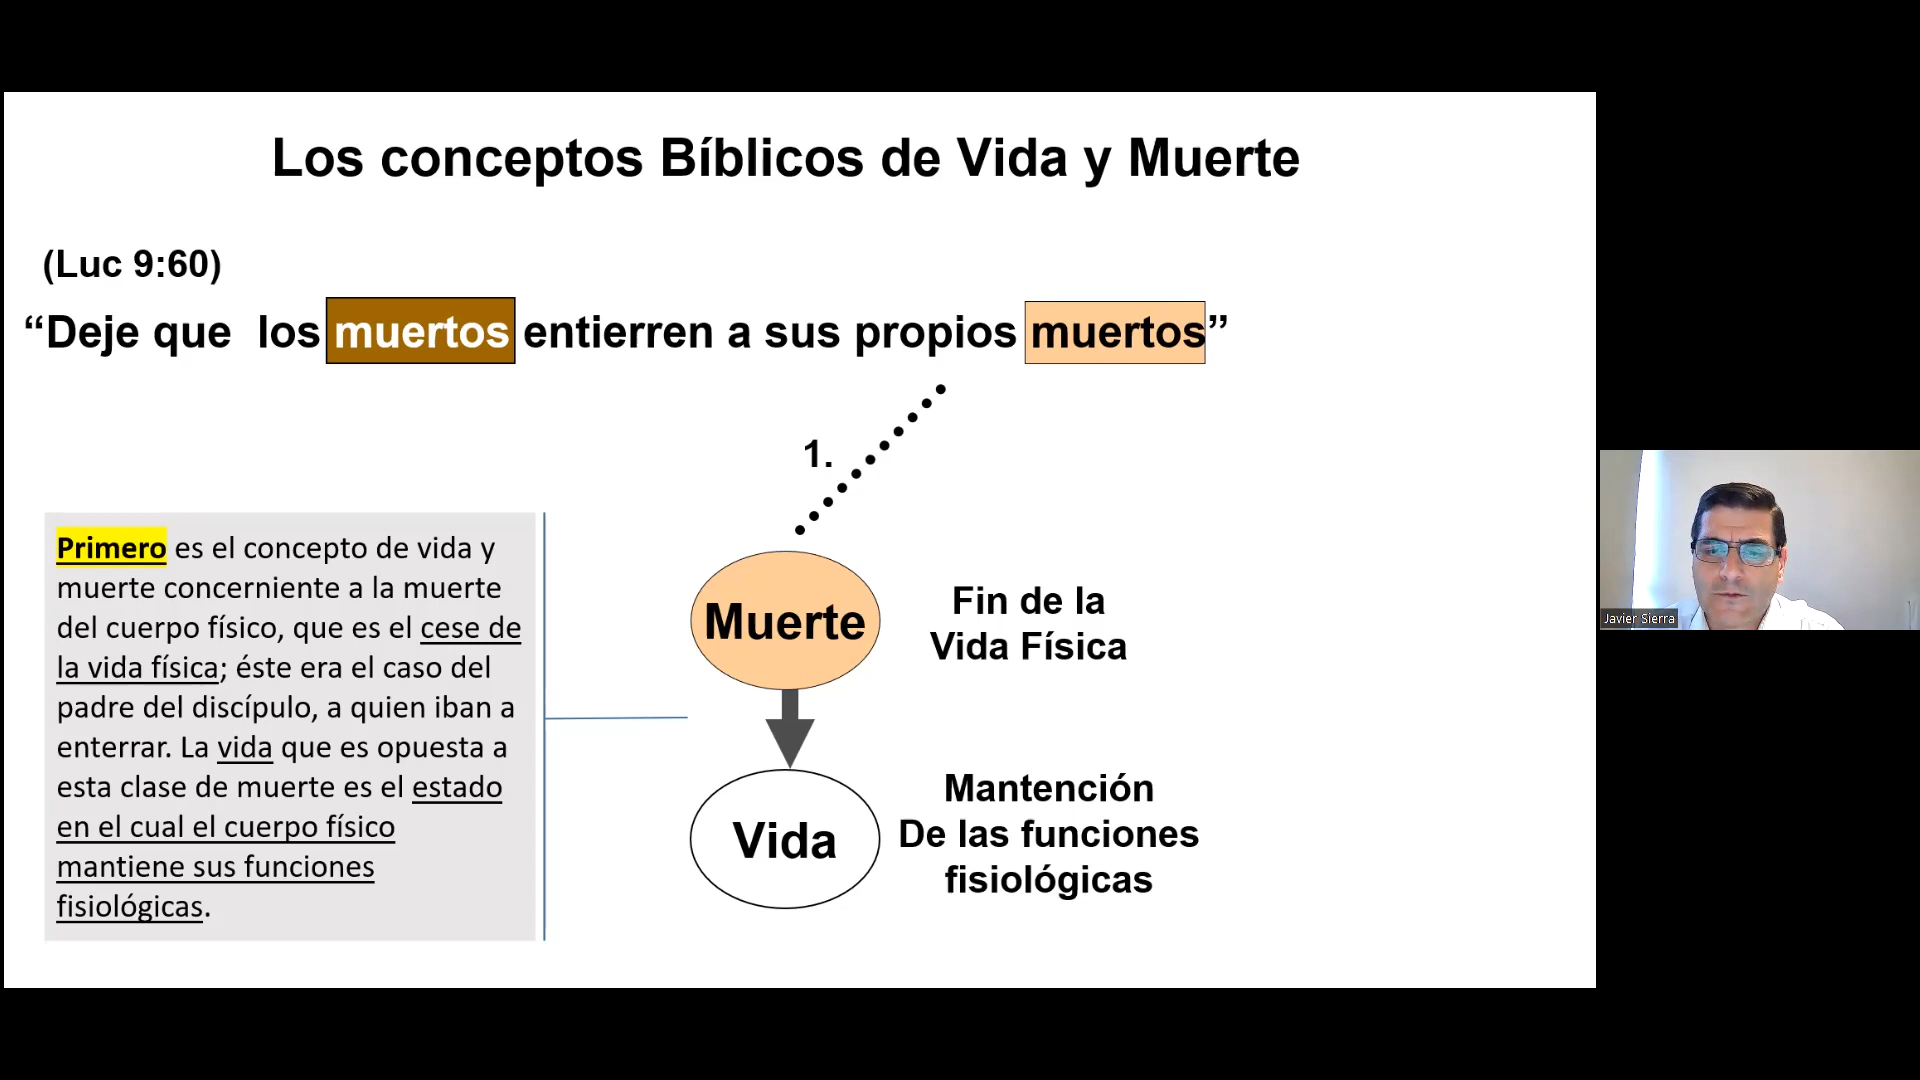 Los conceptos Bíblicos de Vida y Muerte
(Luc 9:60)
“Deje que los muertos entierren a sus propios muertos”
1.
Primero es el concepto de vida y
muerte concerniente a la muerte
del cuerpo físico, que es el cese de
la vida física; éste era el caso del
padre del discípulo, a quien iban a
enterrar. La vida que es opuesta a
esta clase de muerte es el estado
en el cual el cuerpo físico
mantiene sus funciones
fisiológicas.
Muerte
Fin de la
Vida Física
Vida
Mantención
De las funciones
fisiológicas
Javier Sierra